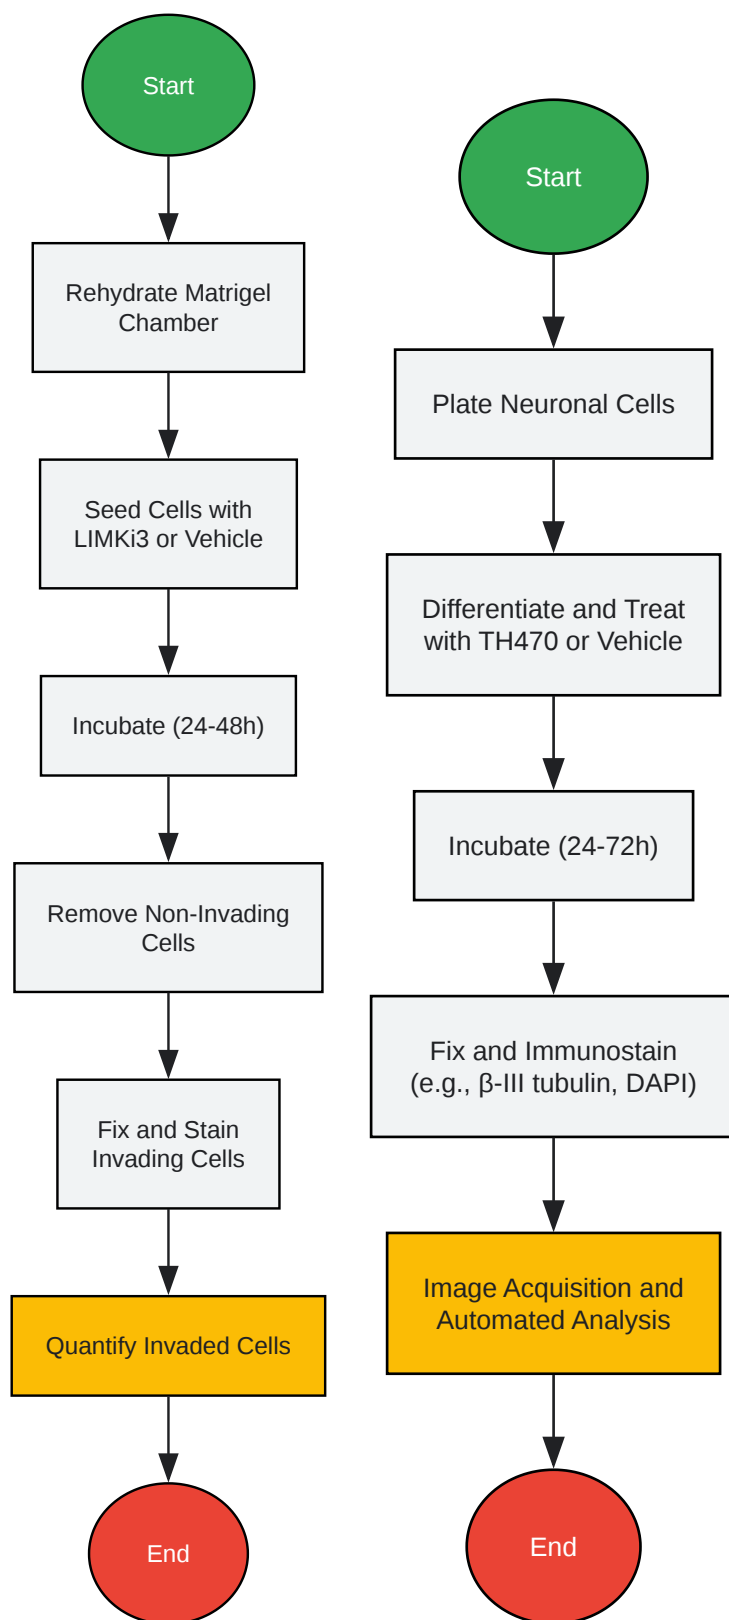 Start
Rehydrate Matrigel
Chamber
Seed Cells with
LIMKi3 or Vehicle
Incubate (24-48h)
Remove Non-Invading
Cells
Fix and Stain
Invading Cells
Quantify Invaded Cells
End
Start
Plate Neuronal Cells
Differentiate and Treat
with TH470 or Vehicle
Incubate (24-72h)
Fix and Immunostain
(e.g., β-III tubulin, DAPI)
Image Acquisition and
Automated Analysis
End